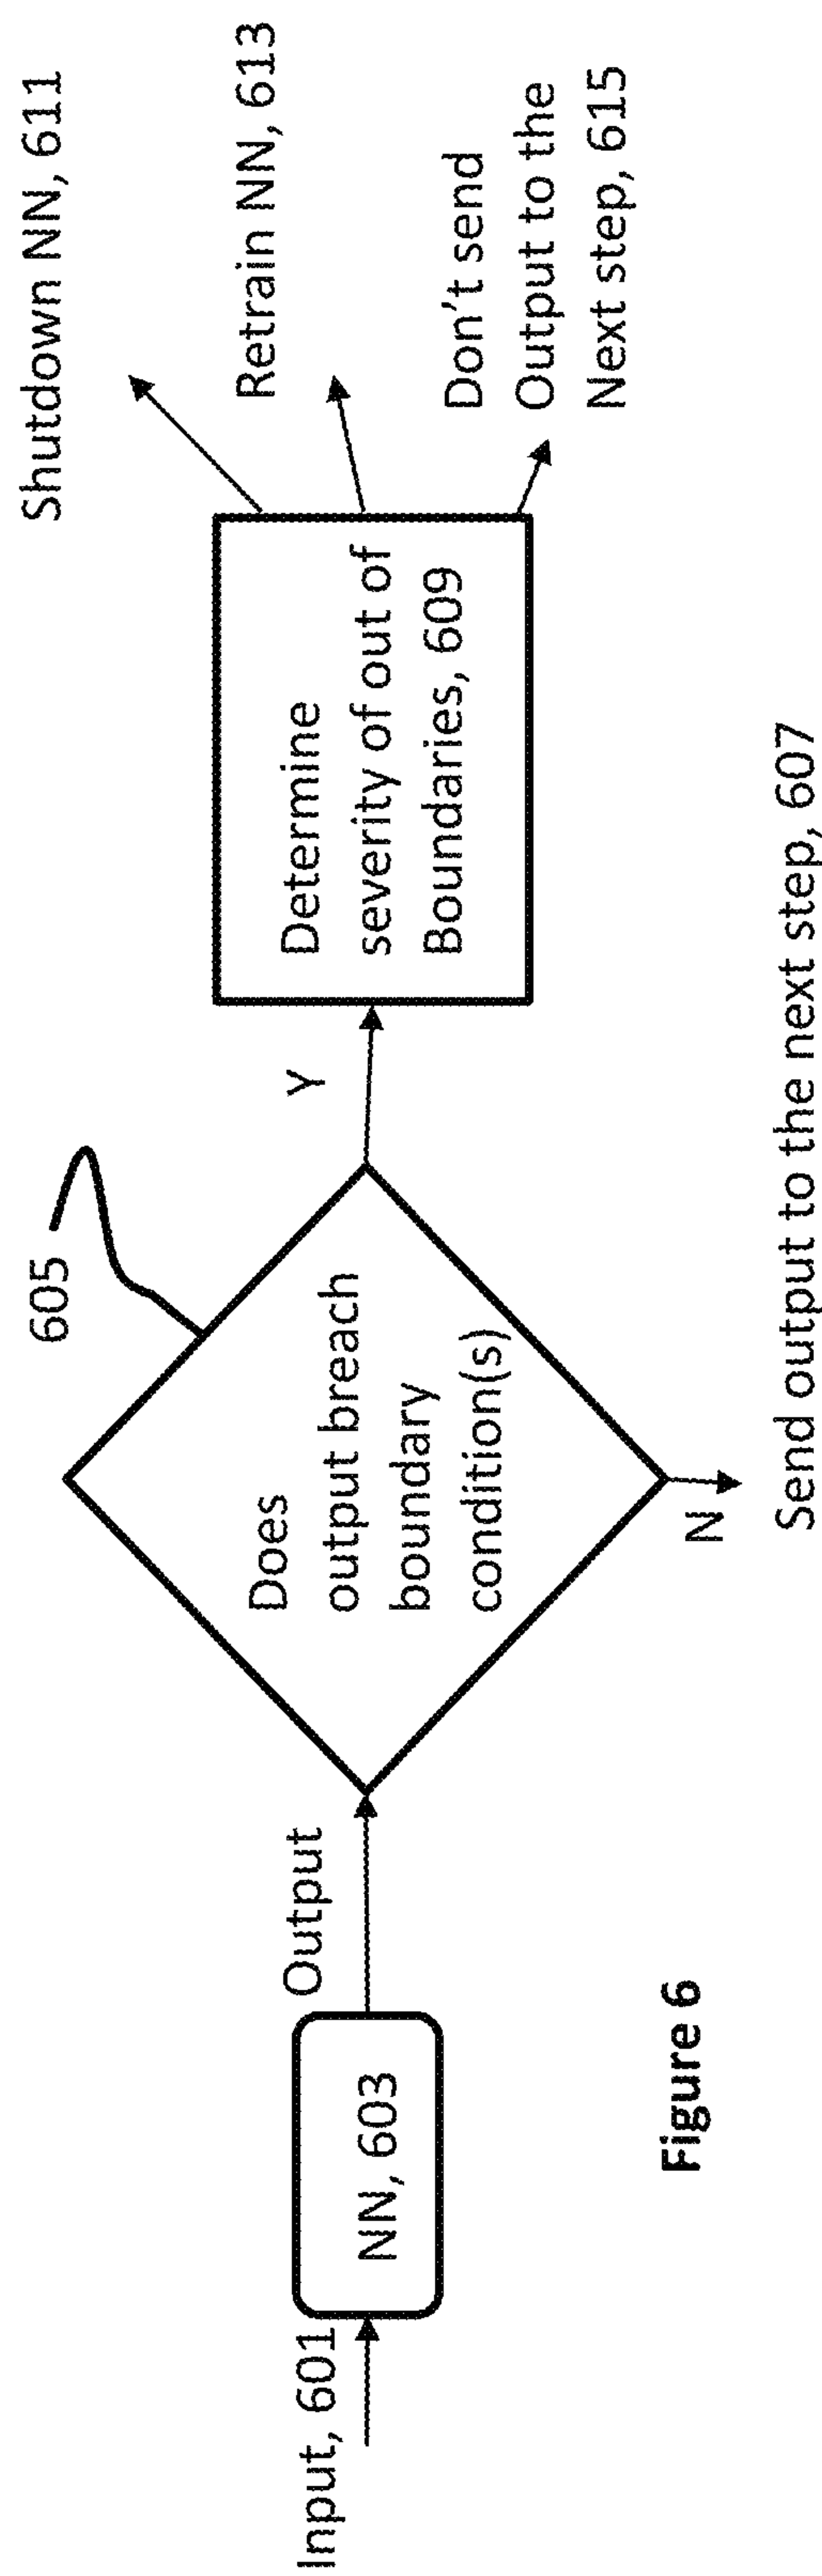 Input, 601
NN, 603
Output
605
Does
output breach
boundary
condition(s)
Y
N
Send output to the next step, 607
Determine
severity of out of
Boundaries, 609
Shutdown NN, 611
Retrain NN, 613
Don't send
Output to the
Next step, 615
Figure 6